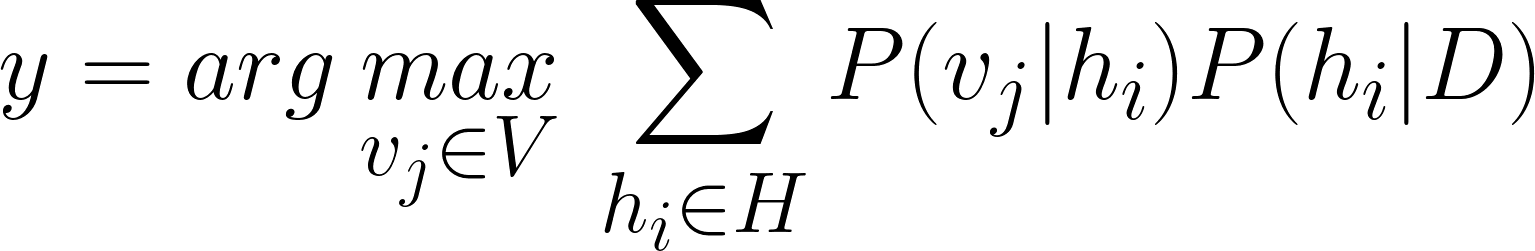 y = arg max_{v_j∈V} ∑_{h_i∈H} P(v_j|h_i)P(h_i|D)